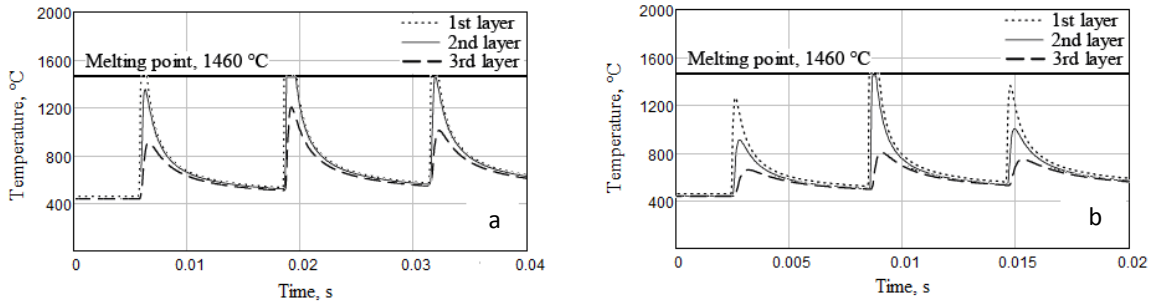 2000
1st layer
2nd layer
3rd layer
1600
Melting point, 1460 °C
1200
800
400
0
Temperature, °C
a
0
0.01
0.02
0.03
0.04
Time, s
2000
1st layer
2nd layer
3rd layer
1600
Melting point, 1460 °C
1200
800
400
0
Temperature, °C
b
0
0.005
0.01
0.015
0.02
Time, s